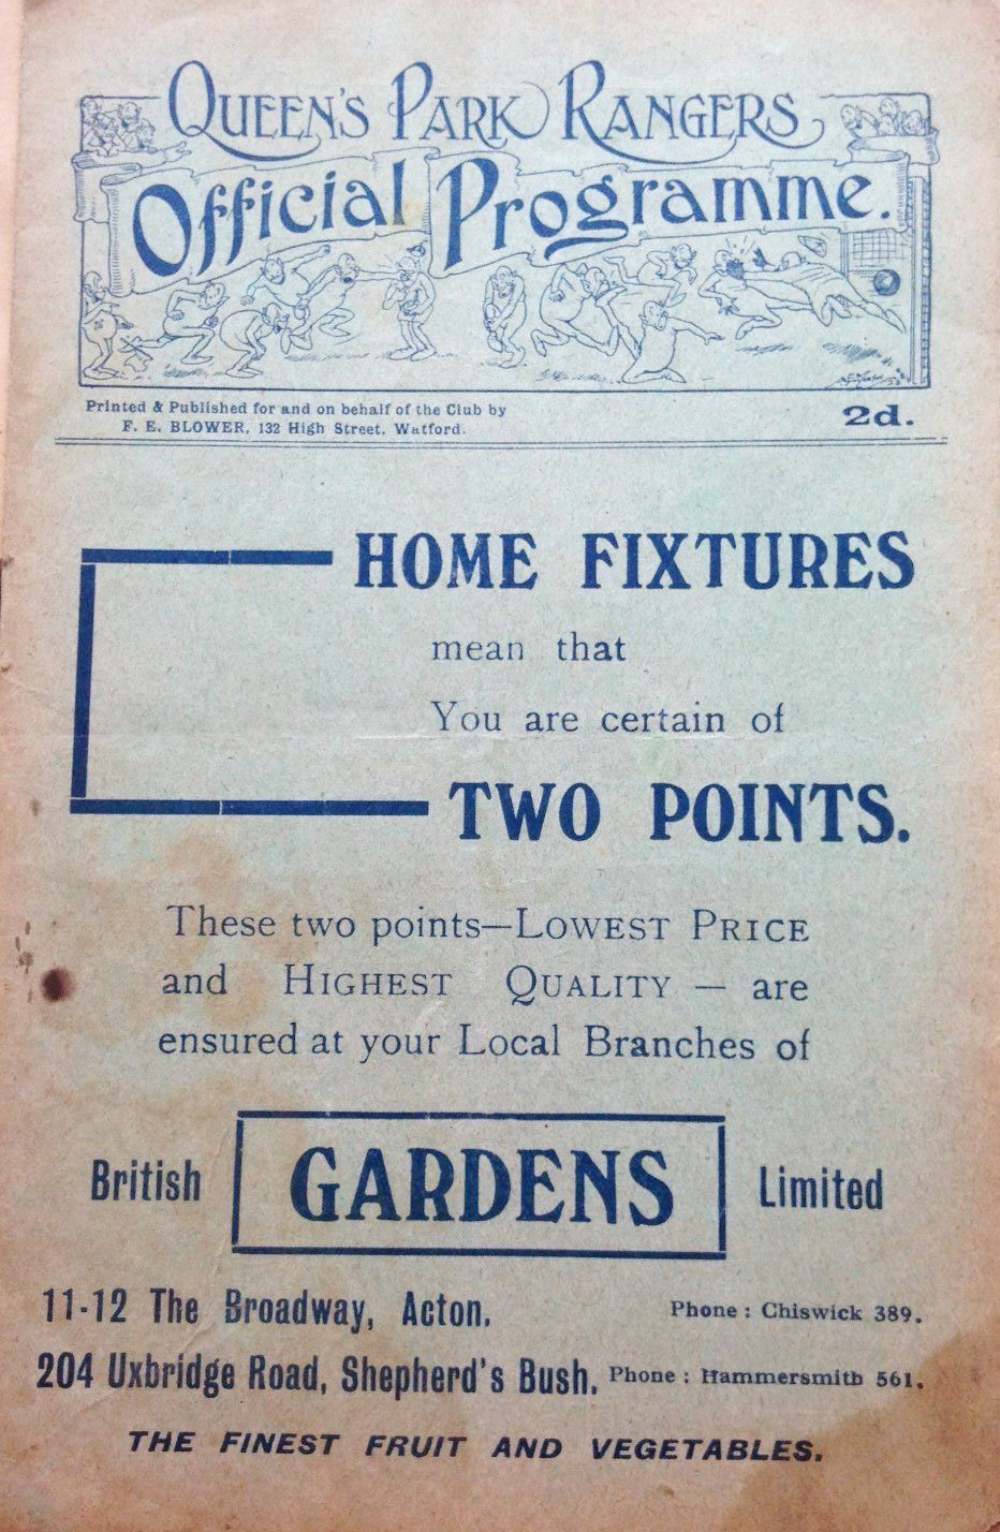 QUEEN'S PARK RANGERS
Official Programme.
Printed & Published for and on behalf of the Club by
F. E. BLOWER, 132 High Street, Watford.
2d.
HOME FIXTURES
mean that
You are certain of
TWO POINTS.
These two points—LOWEST PRICE
and HIGHEST QUALITY — are
ensured at your Local Branches of
British GARDENS Limited
11-12 The Broadway, Acton. Phone: Chiswick 389.
204 Uxbridge Road, Shepherd's Bush. Phone: Hammersmith 561.
THE FINEST FRUIT AND VEGETABLES.